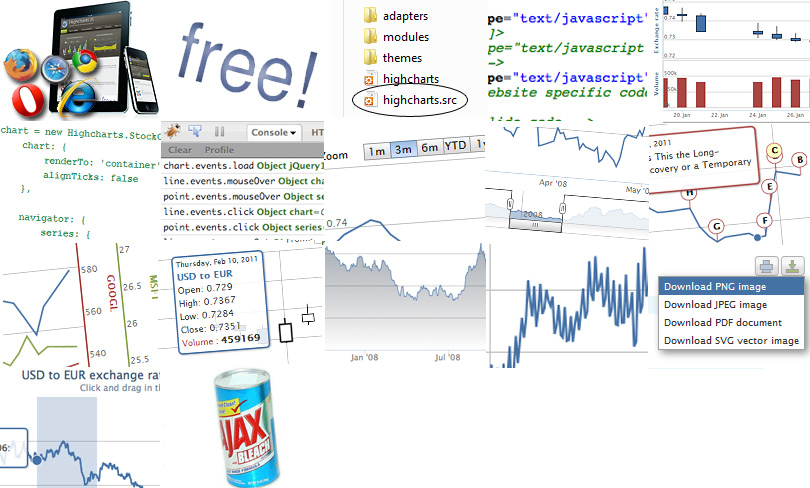 free!
adapters
modules
themes
highcharts
highcharts.src
pe="text/javascript"
]>
pe="text/javascript"
-->
pe="text/javascript"
ebsite specific cod
Exchange rate
0.74
0.73
0.72
Volume
500k
0k
20. Jan
22. Jan
24. Jan
26. Jan
chart = new Highcharts.StockC
chart: {
renderTo: 'container'
alignTicks: false
},
navigator: {
series: {
Console
HT
Clear
Profile
chart.events.load Object jQuery1
line.events.mouseOver Object cha
point.events.mouseOver Object se
line.events.click Object chart=O
point.events.click Object series
Zoom
1m
3m
6m
YTD
1y
0.74
Apr '08
May '08
2008
, 2011
s This the Long-
covery or a Temporary
C
B
H
E
G
F
580
560
540
GOOGL
27
26
25.5
MSFT
Thursday, Feb 10, 2011
USD to EUR
Open: 0.729
High: 0.7367
Low: 0.7284
Close: 0.7351
Volume : 459169
Jan '08
Jul '08
Download PNG image
Download JPEG image
Download PDF document
Download SVG vector image
USD to EUR exchange ra
Click and drag in th
06:
AJAX
BLEACH